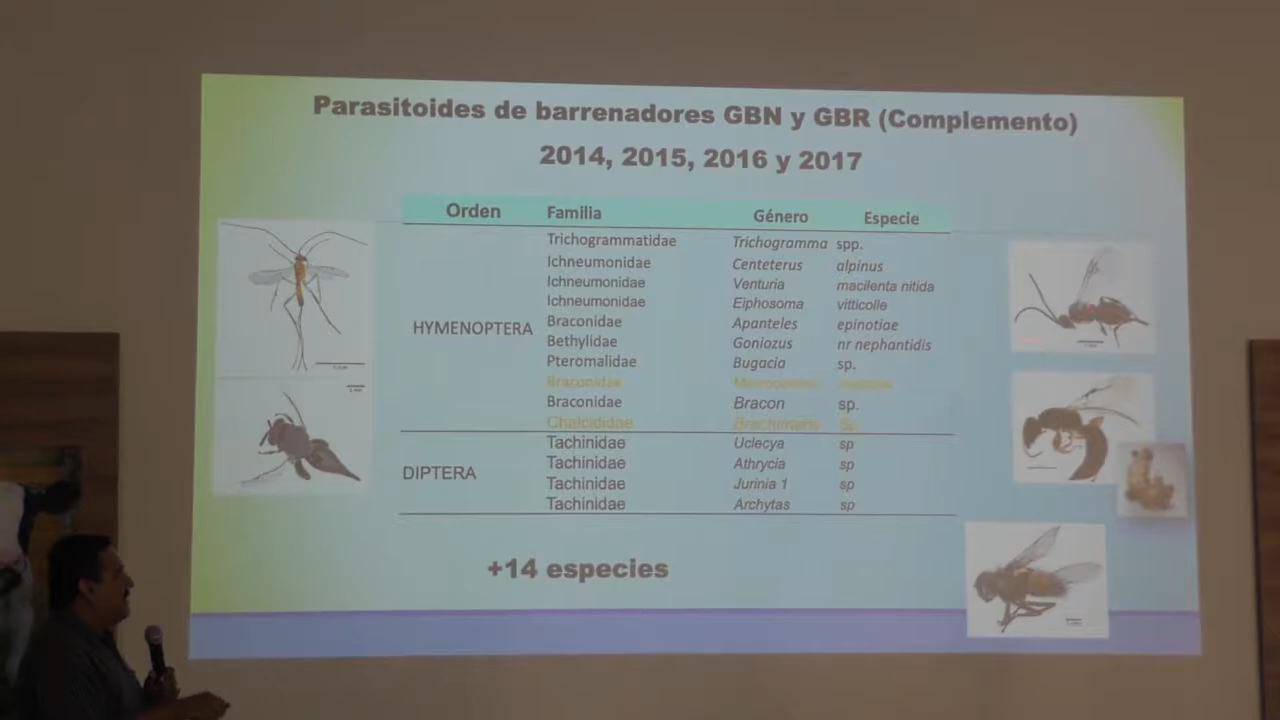 Parasitoides de barrenadores GBN y GBR (Complemento)
2014, 2015, 2016 y 2017
Orden Familia Género Especie
Trichogrammatidae Trichogramma spp.
Ichneumonidae Centeterus alpinus
Ichneumonidae Venturia macilenta nitida
Ichneumonidae Eiphosoma vitticolle
HYMENOPTERA Braconidae Apanteles epinotiae
Bethylidae Goniozus nr nephantidis
Pteromalidae Bugacia sp.
Braconidae
Braconidae Bracon sp.
Chalcididae Sp.
Tachinidae Uclecya sp
Tachinidae Athrycia sp
DIPTERA Tachinidae Jurinia 1 sp
Tachinidae Archytas sp
+14 especies